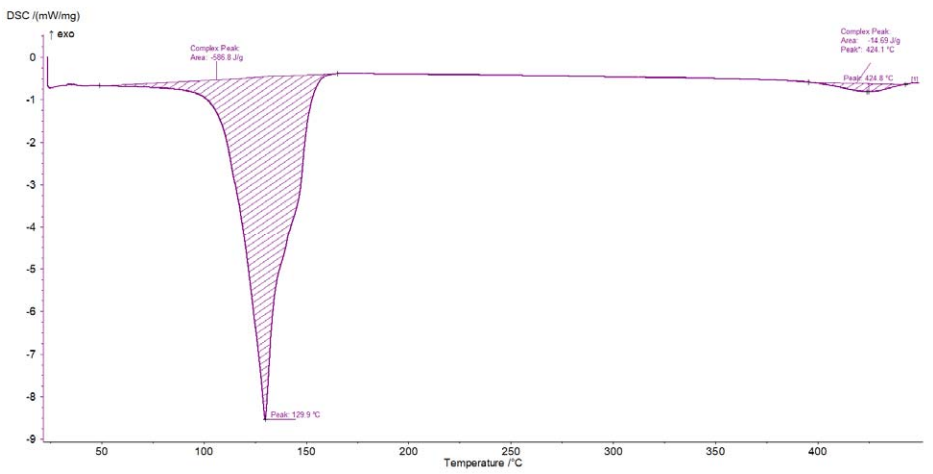 DSC /(mW/mg)
↑ exo
Complex Peak:
Area: -586.8 J/g
Complex Peak:
Area: -14.69 J/g
Peak*: 424.1 °C
Peak: 424.8 °C
[1]
0
-1
-2
-3
-4
-5
-6
-7
-8
-9
Peak: 129.9 °C
50 100 150 200 250 300 350 400
Temperature /°C